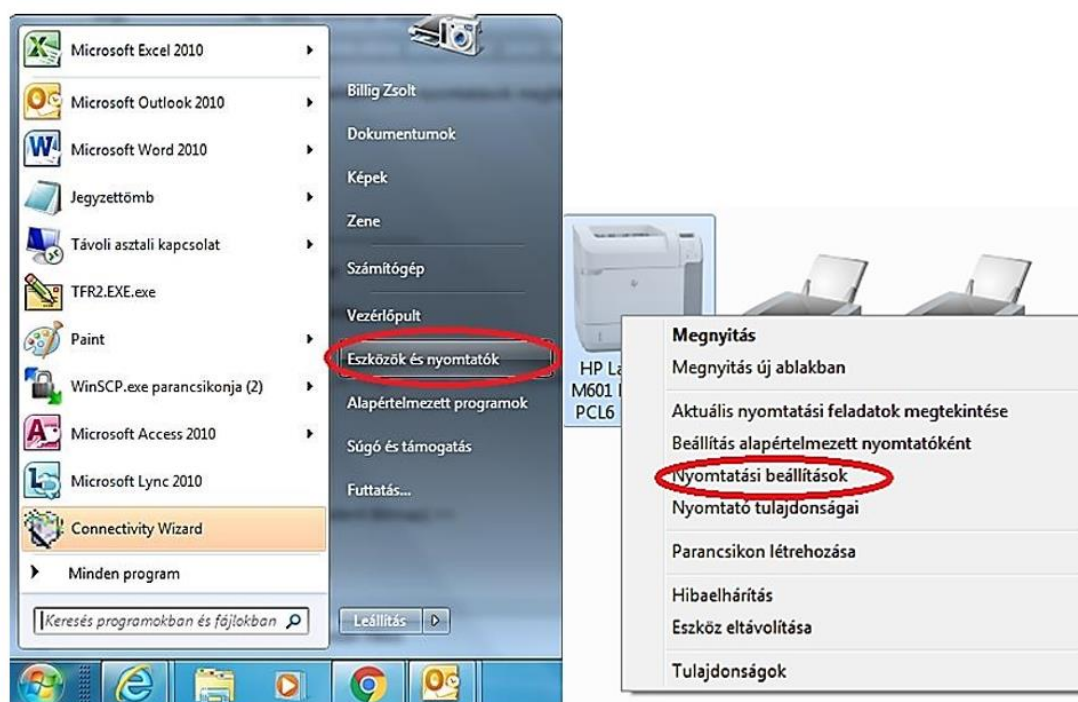 Microsoft Excel 2010
Microsoft Outlook 2010
Microsoft Word 2010
Jegyzettömb
Távoli asztali kapcsolat
TFR2.EXE.exe
Paint
WinSCP.exe parancsikonja (2)
Microsoft Access 2010
Microsoft Lync 2010
Connectivity Wizard
Minden program
Keresés programokban és fájlokban
Billig Zsolt
Dokumentumok
Képek
Zene
Számítógép
Vezérlőpult
Eszközök és nyomtatók
Alapértelmezett programok
Súgó és támogatás
Futtatás...
Leállítás
HP
M601
PCL6
Megnyitás
Megnyitás új ablakban
Aktuális nyomtatási feladatok megtekintése
Beállítás alapértelmezett nyomtatóként
Nyomtatási beállítások
Nyomtató tulajdonságai
Parancsikon létrehozása
Hibaelhárítás
Eszköz eltávolítása
Tulajdonságok